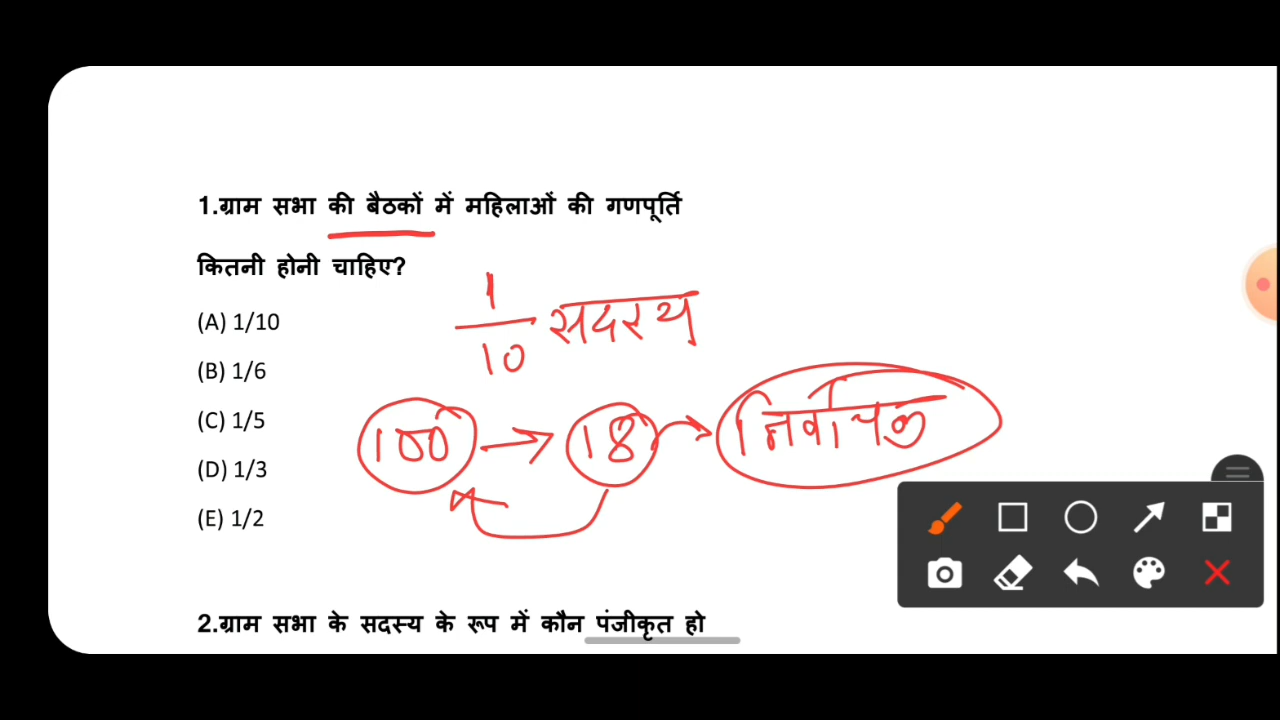 1.ग्राम सभा की बैठकों में महिलाओं की गणपूर्ति
कितनी होनी चाहिए?
(A) 1/10
(B) 1/6
(C) 1/5
(D) 1/3
(E) 1/2
1/10 सदस्य
100 → 18 → निर्वाचक
2.ग्राम सभा के सदस्य के रूप में कौन पंजीकृत हो